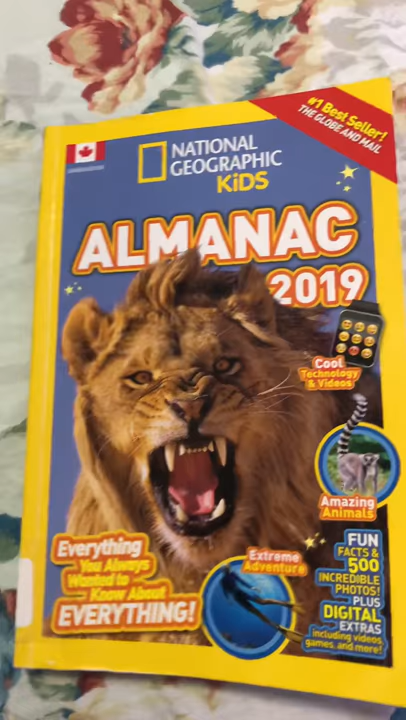 #1 Best Seller!
THE GLOBE AND MAIL
NATIONAL
GEOGRAPHIC
KiDS
ALMANAC
2019
Cool
Technology
& Videos
Amazing
Animals
Everything
You Always
Wanted to
Know About
EVERYTHING!
Extreme
Adventure
FUN
FACTS &
500
INCREDIBLE
PHOTOS!
PLUS
DIGITAL
EXTRAS
including videos,
games, and more!